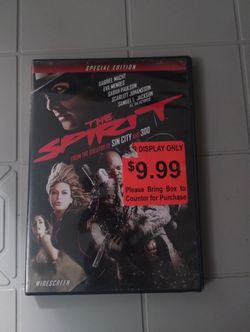 SPECIAL EDITION
GABRIEL MACHT
EVA MENDES
SARAH PAULSON
SCARLETT JOHANSSON
SAMUEL L. JACKSON
THE
SPIRIT
FROM THE CREATOR OF SIN CITY AND 300
DISPLAY ONLY
$9.99
Please Bring Box to
Counter for Purchase
WIDESCREEN